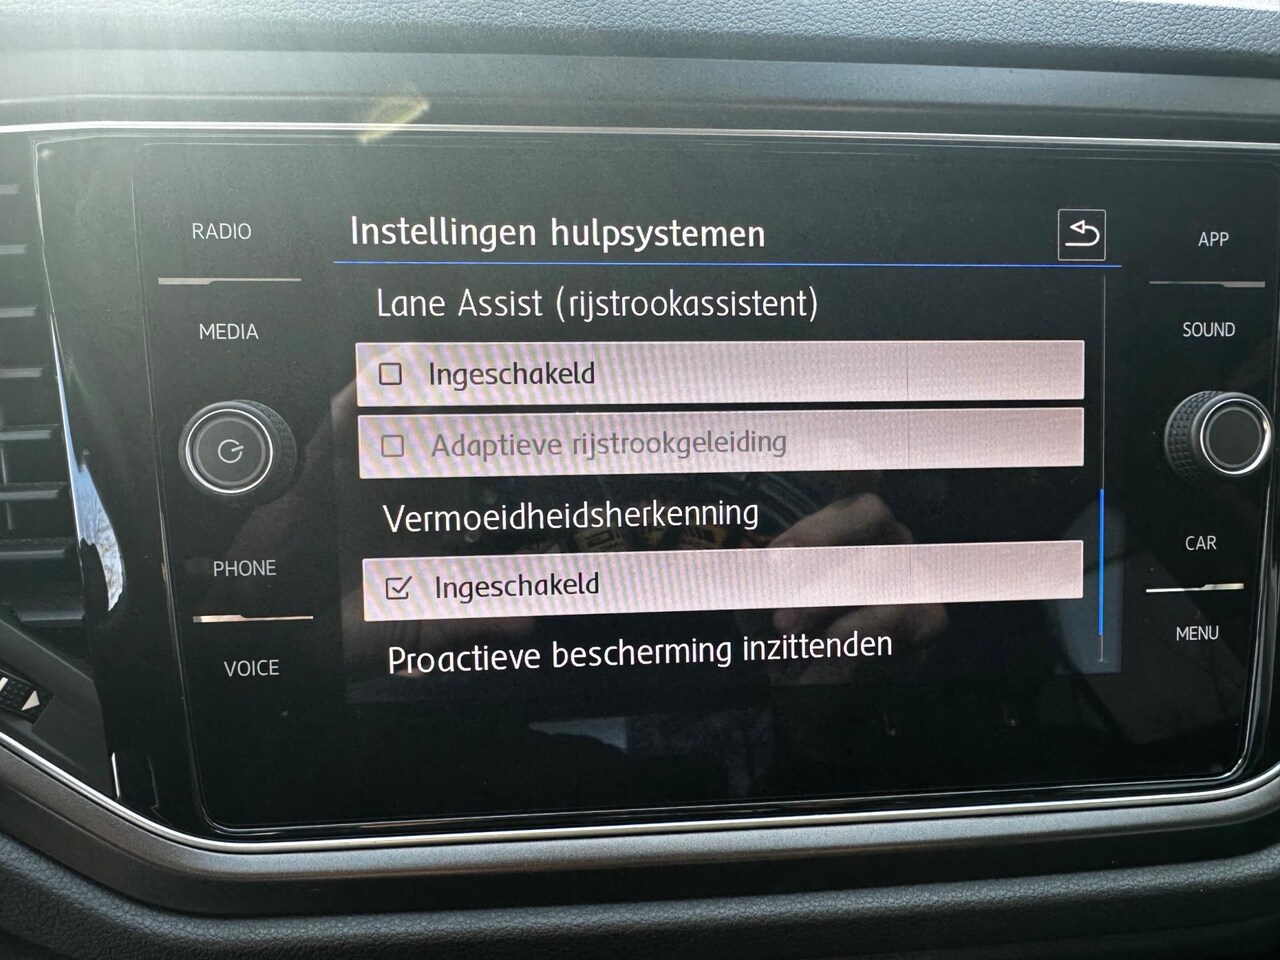 Instellingen hulpsystemen
Lane Assist (rijstrookassistent)
Ingeschakeld
Adaptieve rijstrookgeleiding
Vermoeidheidsherkenning
Ingeschakeld
Proactieve bescherming inzittenden
RADIO
MEDIA
PHONE
VOICE
APP
SOUND
CAR
MENU